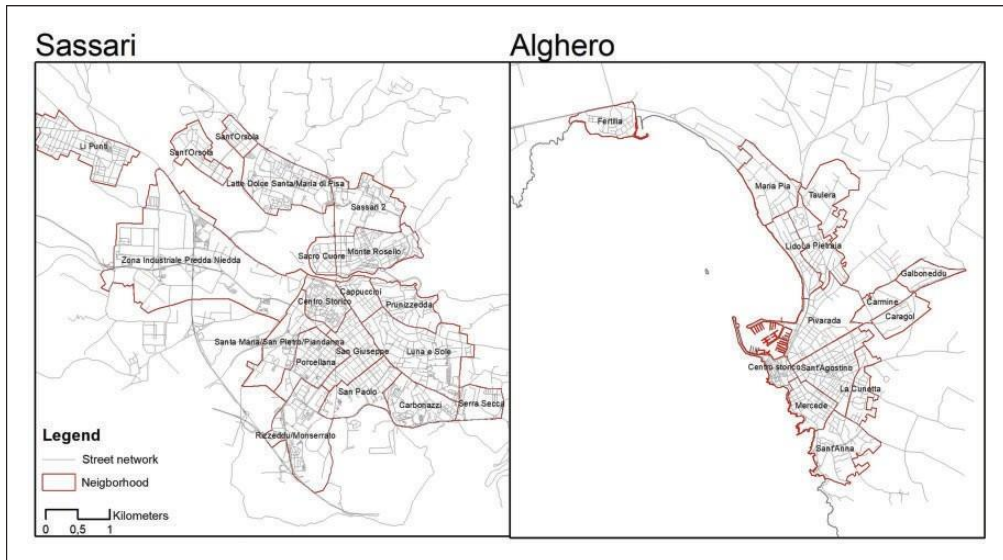 Sassari
Alghero
Li Punti
Sant'Orsola
Sant'Orsola
Latte Dolce Santa/Maria di Pisa
Sassari 2
Sacro Cuore
Monte Rosello
Zona Industriale Predda Niedda
Cappuccini
Centro Storico
Prunizzedda
Santa Maria/San Pietro/Piandanna
San Giuseppe
Luna e Sole
Porcellana
San Paolo
Carbonazzi
Serra Secca
Rizzeddu/Monserrato
Legend
Street network
Neigborhood
Kilometers
0 0,5 1
Fertilia
Maria Pia
Taulera
Lido
La Pietraia
Galboneddu
Carmine
Caragol
Pivarada
Centro storico
Sant'Agostino
La Cunetta
Mercede
Sant'Anna